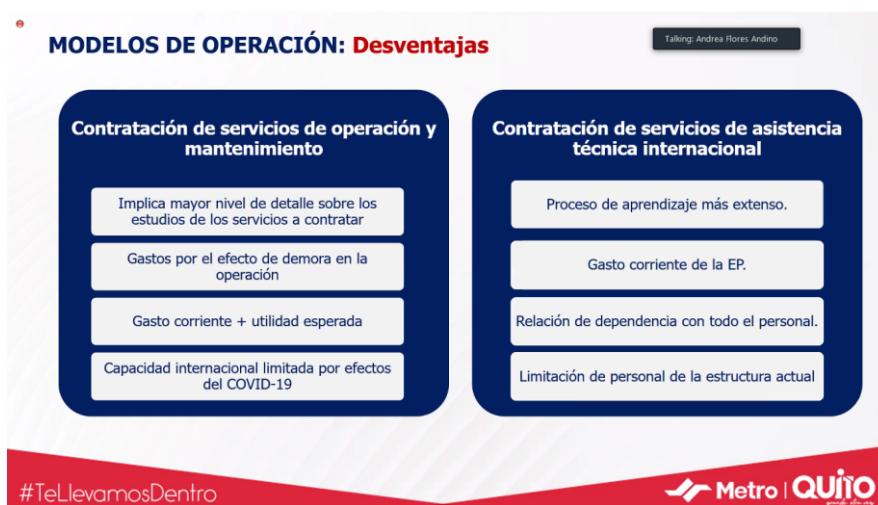 MODELOS DE OPERACIÓN: Desventajas
Talking: Andrea Flores Andino
Contratación de servicios de operación y
mantenimiento
Implica mayor nivel de detalle sobre los
estudios de los servicios a contratar
Gastos por el efecto de demora en la
operación
Gasto corriente + utilidad esperada
Capacidad internacional limitada por efectos
del COVID-19
Contratación de servicios de asistencia
técnica internacional
Proceso de aprendizaje más extenso.
Gasto corriente de la EP.
Relación de dependencia con todo el personal.
Limitación de personal de la estructura actual
#TeLlevamosDentro
Metro | QUITO